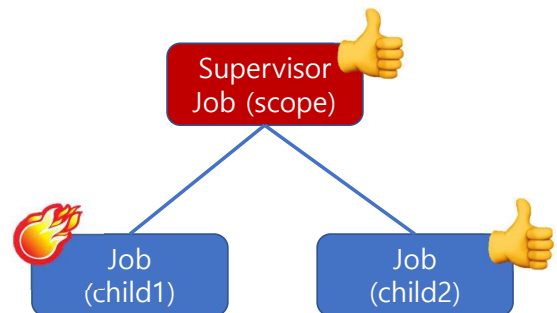 Supervisor
Job (scope)
Job
(child1)
Job
(child2)